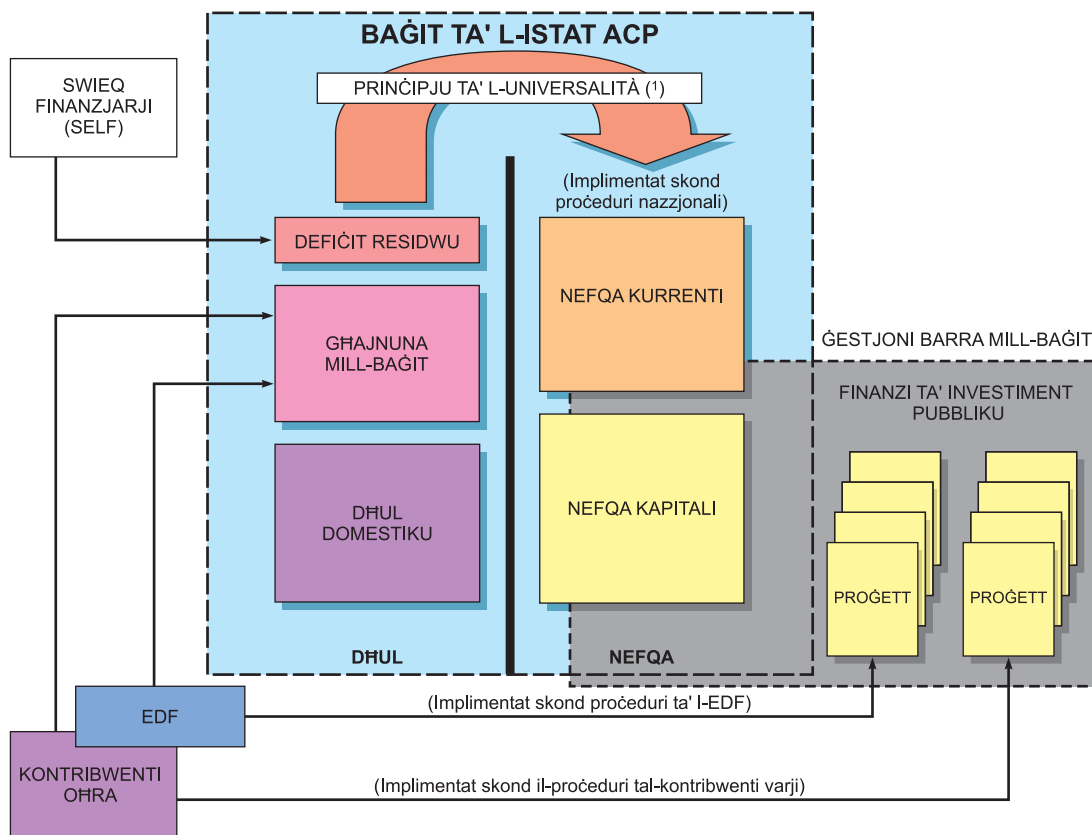 BAĠIT TA' L-ISTAT ACP
SWIEQ
FINANZJARJI
(SELF)
PRINĊIPJU TA' L-UNIVERSALITÀ (1)
(Implimentat skond
proċeduri nazzjonali)
DEFIĊIT RESIDWU
NEFQA KURRENTI
GĦAJNUNA
MILL-BAĠIT
ĠESTJONI BARRA MILL-BAĠIT
FINANZI TA' INVESTIMENT
PUBBLIKU
DĦUL
DOMESTIKU
NEFQA KAPITALI
PROĠETT
PROĠETT
DĦUL
NEFQA
EDF
(Implimentat skond proċeduri ta' l-EDF)
KONTRIBWENTI
OĦRA
(Implimentat skond il-proċeduri tal-kontribwenti varji)